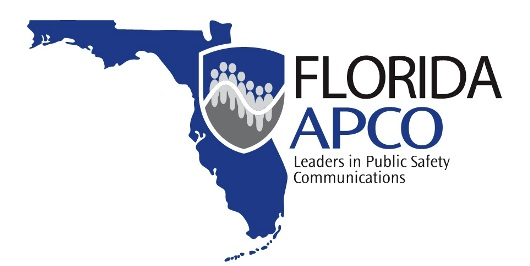 FLORIDA
APCO
Leaders in Public Safety
Communications